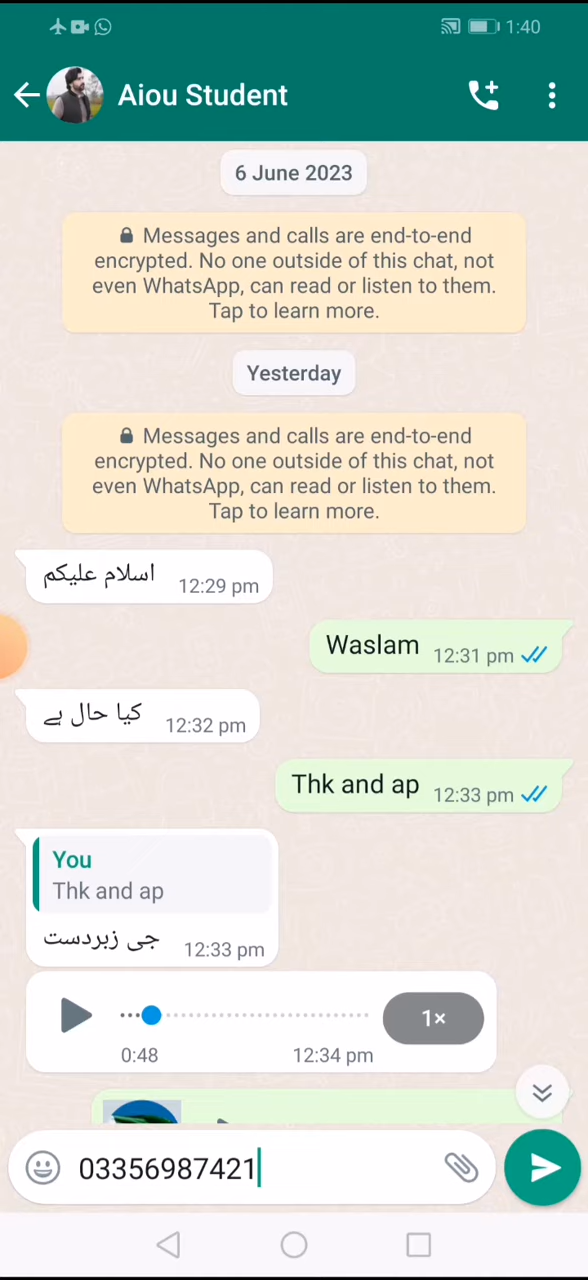 1:40
Aiou Student
6 June 2023
Messages and calls are end-to-end
encrypted. No one outside of this chat, not
even WhatsApp, can read or listen to them.
Tap to learn more.
Yesterday
Messages and calls are end-to-end
encrypted. No one outside of this chat, not
even WhatsApp, can read or listen to them.
Tap to learn more.
اسلام علیکم 12:29 pm
Waslam 12:31 pm
کیا حال ہے 12:32 pm
Thk and ap 12:33 pm
You
Thk and ap
جی زبردست 12:33 pm
1×
0:48 12:34 pm
03356987421